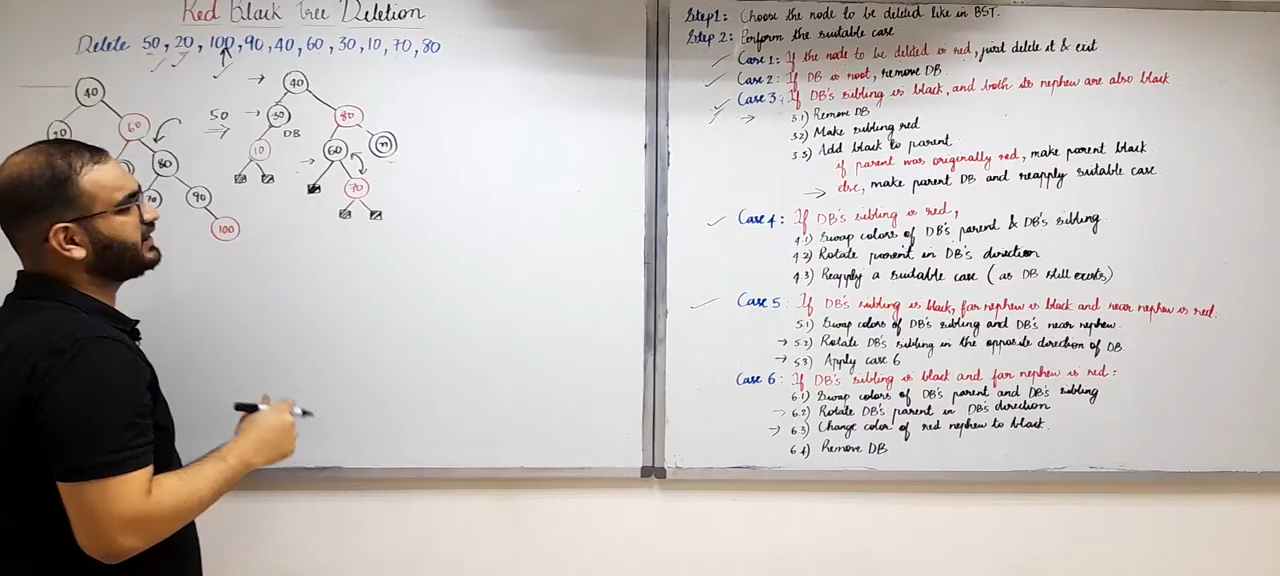 Red Black Tree Deletion
Delete 50, 20, 100, 90, 40, 60, 30, 10, 70, 80
40
60
80
70
90
100
50
40
DB
80
10
60
70
Step1: Choose the node to be deleted like in BST.
Step 2: Perform the suitable case
Case 1: If the node to be deleted is red, just delete it & exit.
Case 2: If DB is root, remove DB.
Case 3: If DB's sibling is black, and both its nephew are also black
3.1) Remove DB
3.2) Make sibling red
3.3) Add black to parent
if parent was originally red, make parent black
else, make parent DB and reapply suitable case
Case 4: If DB's sibling is red,
4.1) Swap colors of DB's parent & DB's sibling
4.2) Rotate parent in DB's direction
4.3) Reapply a suitable case (as DB still exists)
Case 5: If DB's sibling is black, far nephew is black and near nephew is red.
5.1) Swap colors of DB's sibling and DB's near nephew.
5.2) Rotate DB's sibling in the opposite direction of DB
5.3) Apply case 6
Case 6: If DB's sibling is black and far nephew is red:
6.1) Swap colors of DB's parent and DB's sibling
6.2) Rotate DB's parent in DB's direction
6.3) Change color of red nephew to black.
6.4) Remove DB